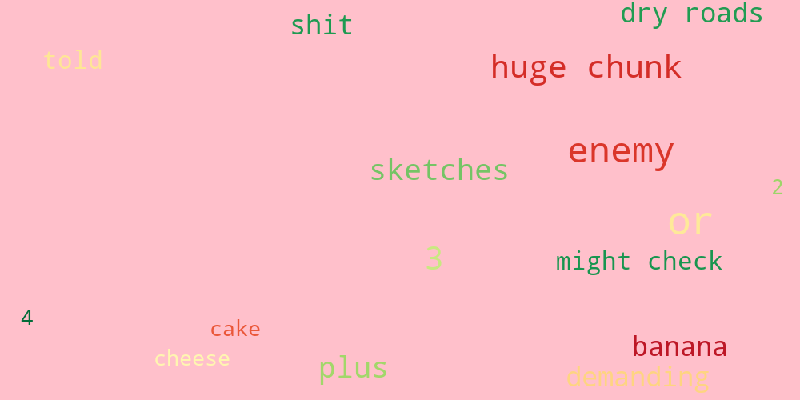 dry roads
shit
told
huge chunk
enemy
sketches
2
or
3
might check
4
cake
banana
cheese
plus
demanding